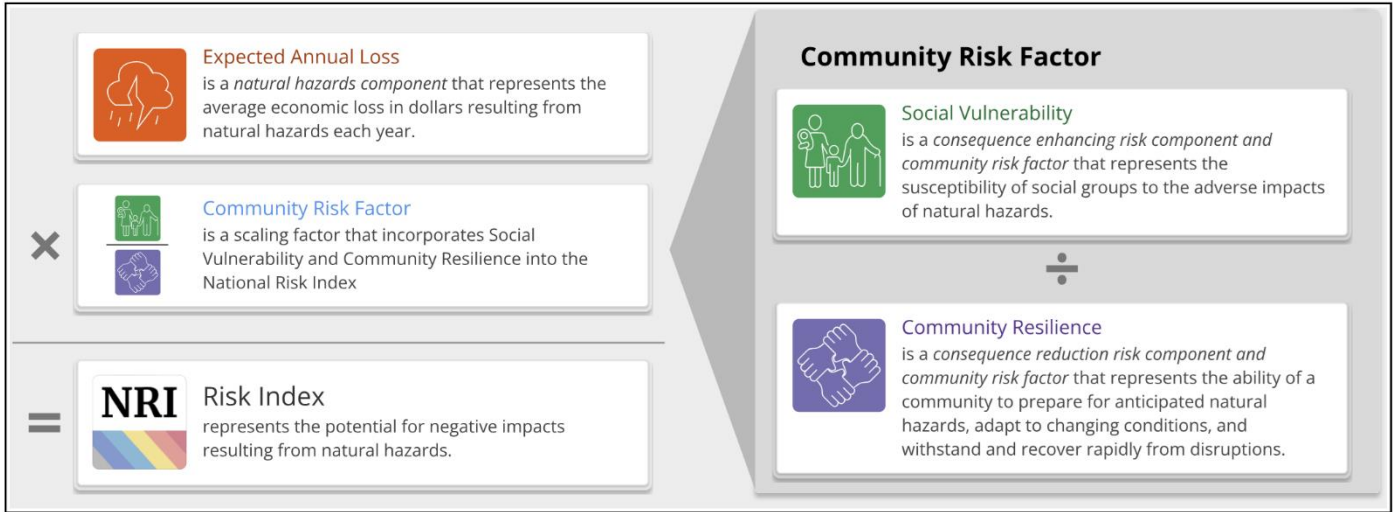 Expected Annual Loss
is a natural hazards component that represents the
average economic loss in dollars resulting from
natural hazards each year.
×
Community Risk Factor
is a scaling factor that incorporates Social
Vulnerability and Community Resilience into the
National Risk Index
=
NRI
Risk Index
represents the potential for negative impacts
resulting from natural hazards.
Community Risk Factor
Social Vulnerability
is a consequence enhancing risk component and
community risk factor that represents the
susceptibility of social groups to the adverse impacts
of natural hazards.
÷
Community Resilience
is a consequence reduction risk component and
community risk factor that represents the ability of a
community to prepare for anticipated natural
hazards, adapt to changing conditions, and
withstand and recover rapidly from disruptions.